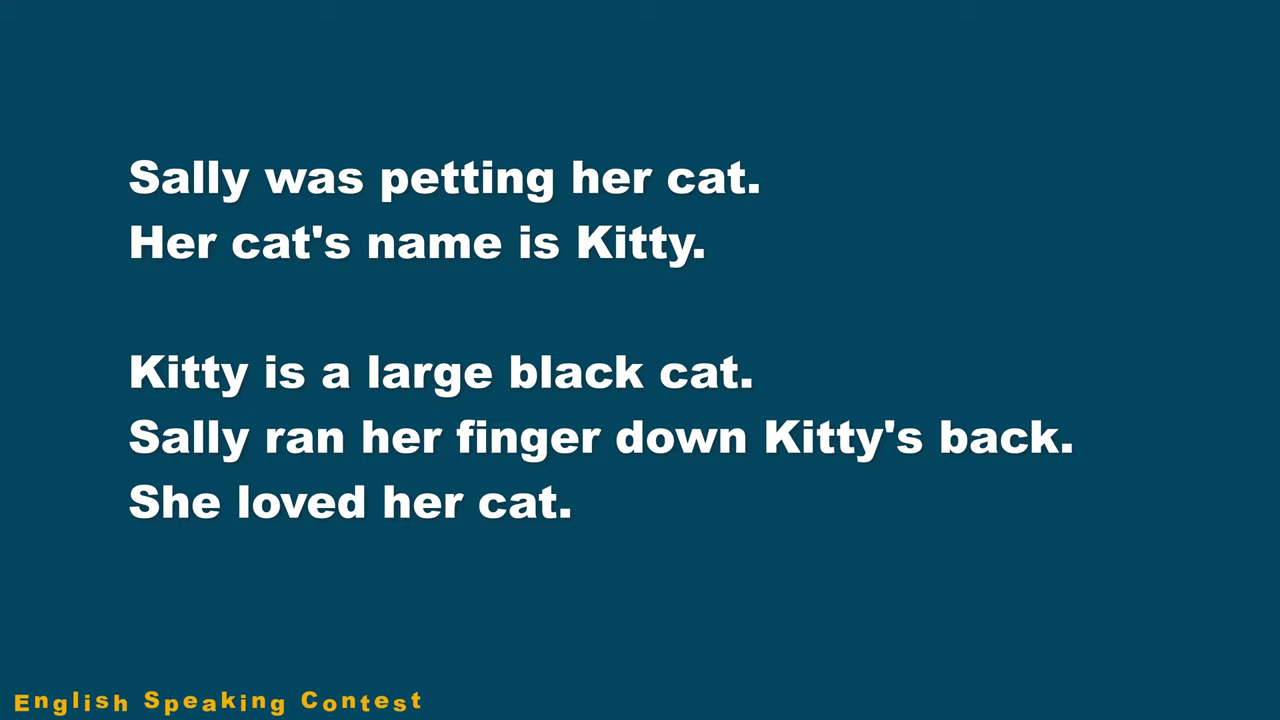 Sally was petting her cat.
Her cat's name is Kitty.
Kitty is a large black cat.
Sally ran her finger down Kitty's back.
She loved her cat.
English Speaking Contest